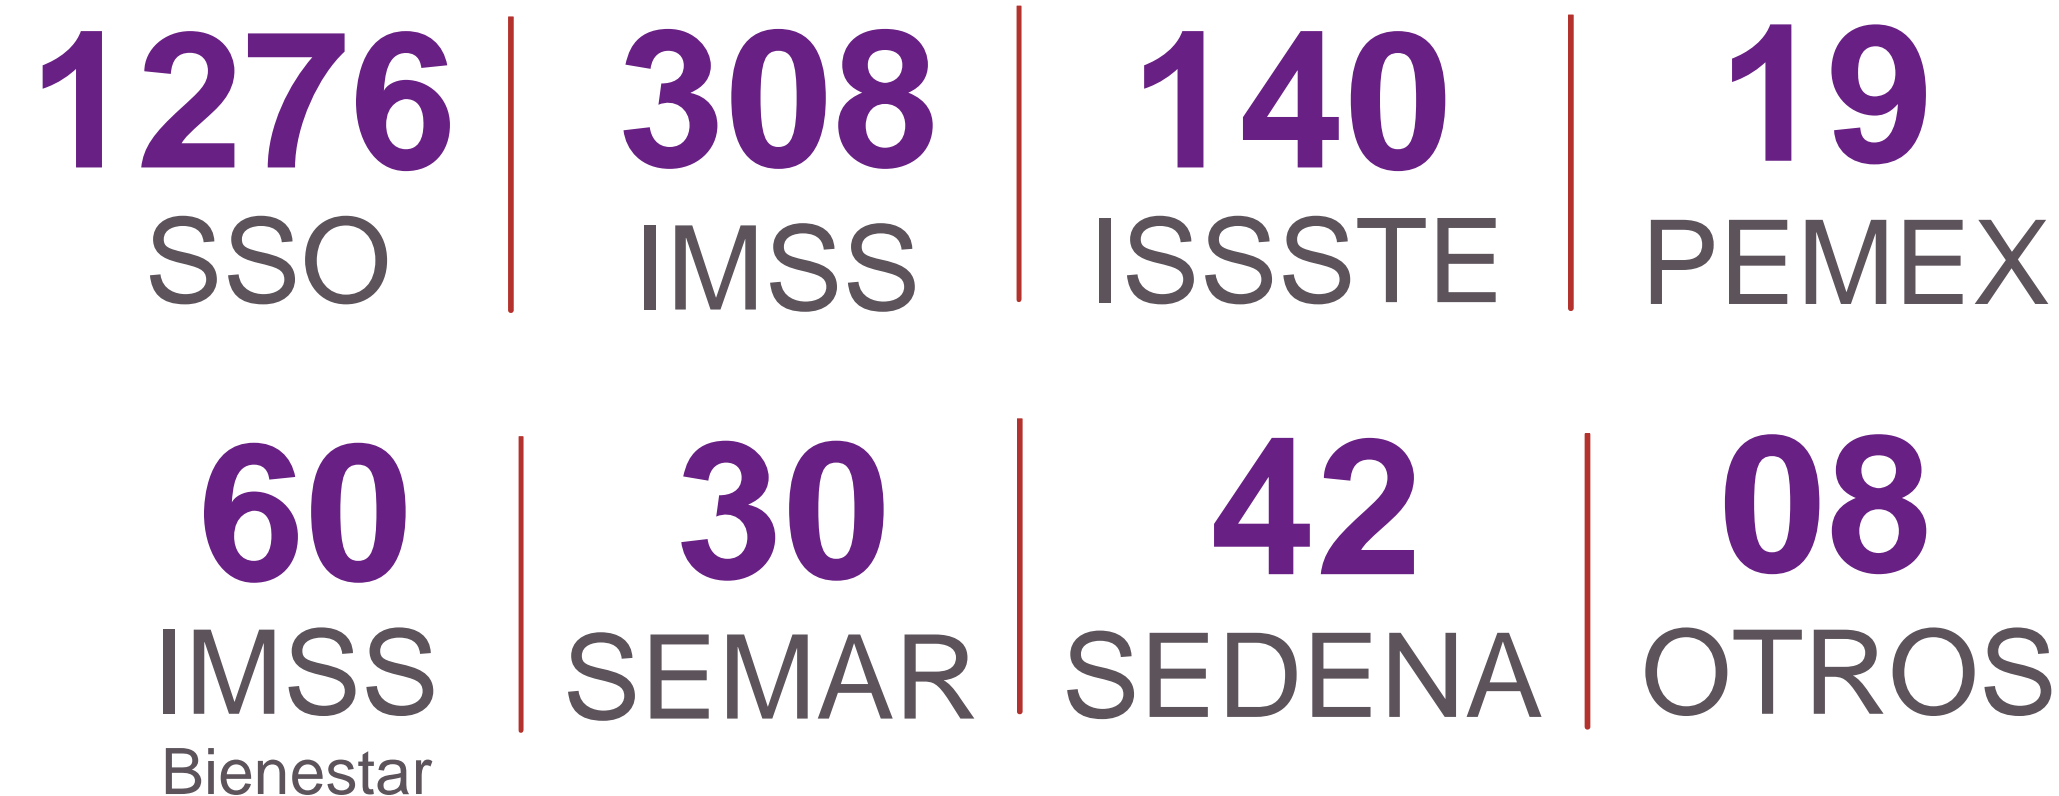 1276 308 140 19
SSO IMSS ISSSTE PEMEX
60 30 42 08
IMSS SEMAR SEDENA OTROS
Bienestar